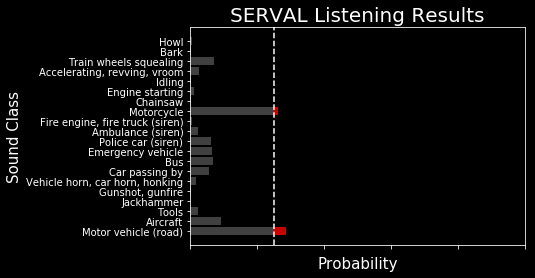 SERVAL Listening Results
Howl
Bark
Train wheels squealing
Accelerating, revving, vroom
Idling
Engine starting
Chainsaw
Motorcycle
Fire engine, fire truck (siren)
Ambulance (siren)
Police car (siren)
Emergency vehicle
Bus
Car passing by
Vehicle horn, car horn, honking
Gunshot, gunfire
Jackhammer
Tools
Aircraft
Motor vehicle (road)
Sound Class
Probability